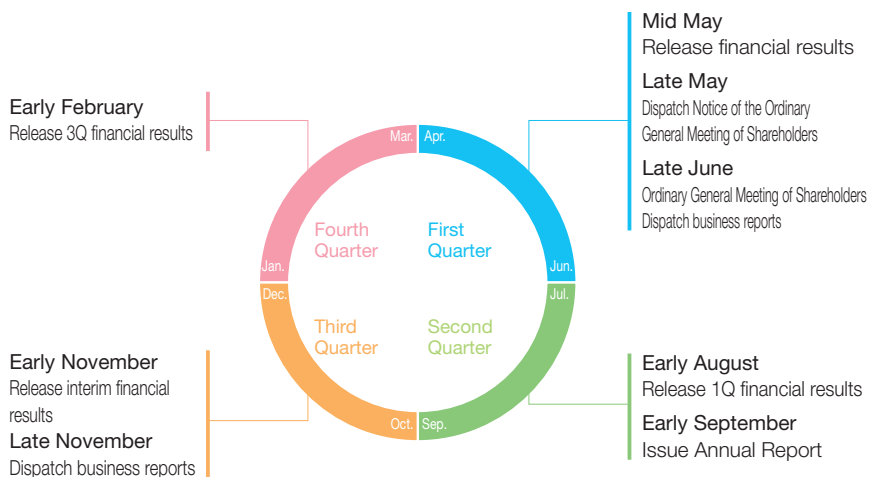 Mid May
Release financial results
Late May
Dispatch Notice of the Ordinary
General Meeting of Shareholders
Late June
Ordinary General Meeting of Shareholders
Dispatch business reports
Early February
Release 3Q financial results
Mar.
Apr.
Fourth
Quarter
First
Quarter
Jan.
Jun.
Dec.
Jul.
Third
Quarter
Second
Quarter
Oct.
Sep.
Early November
Release interim financial
results
Late November
Dispatch business reports
Early August
Release 1Q financial results
Early September
Issue Annual Report